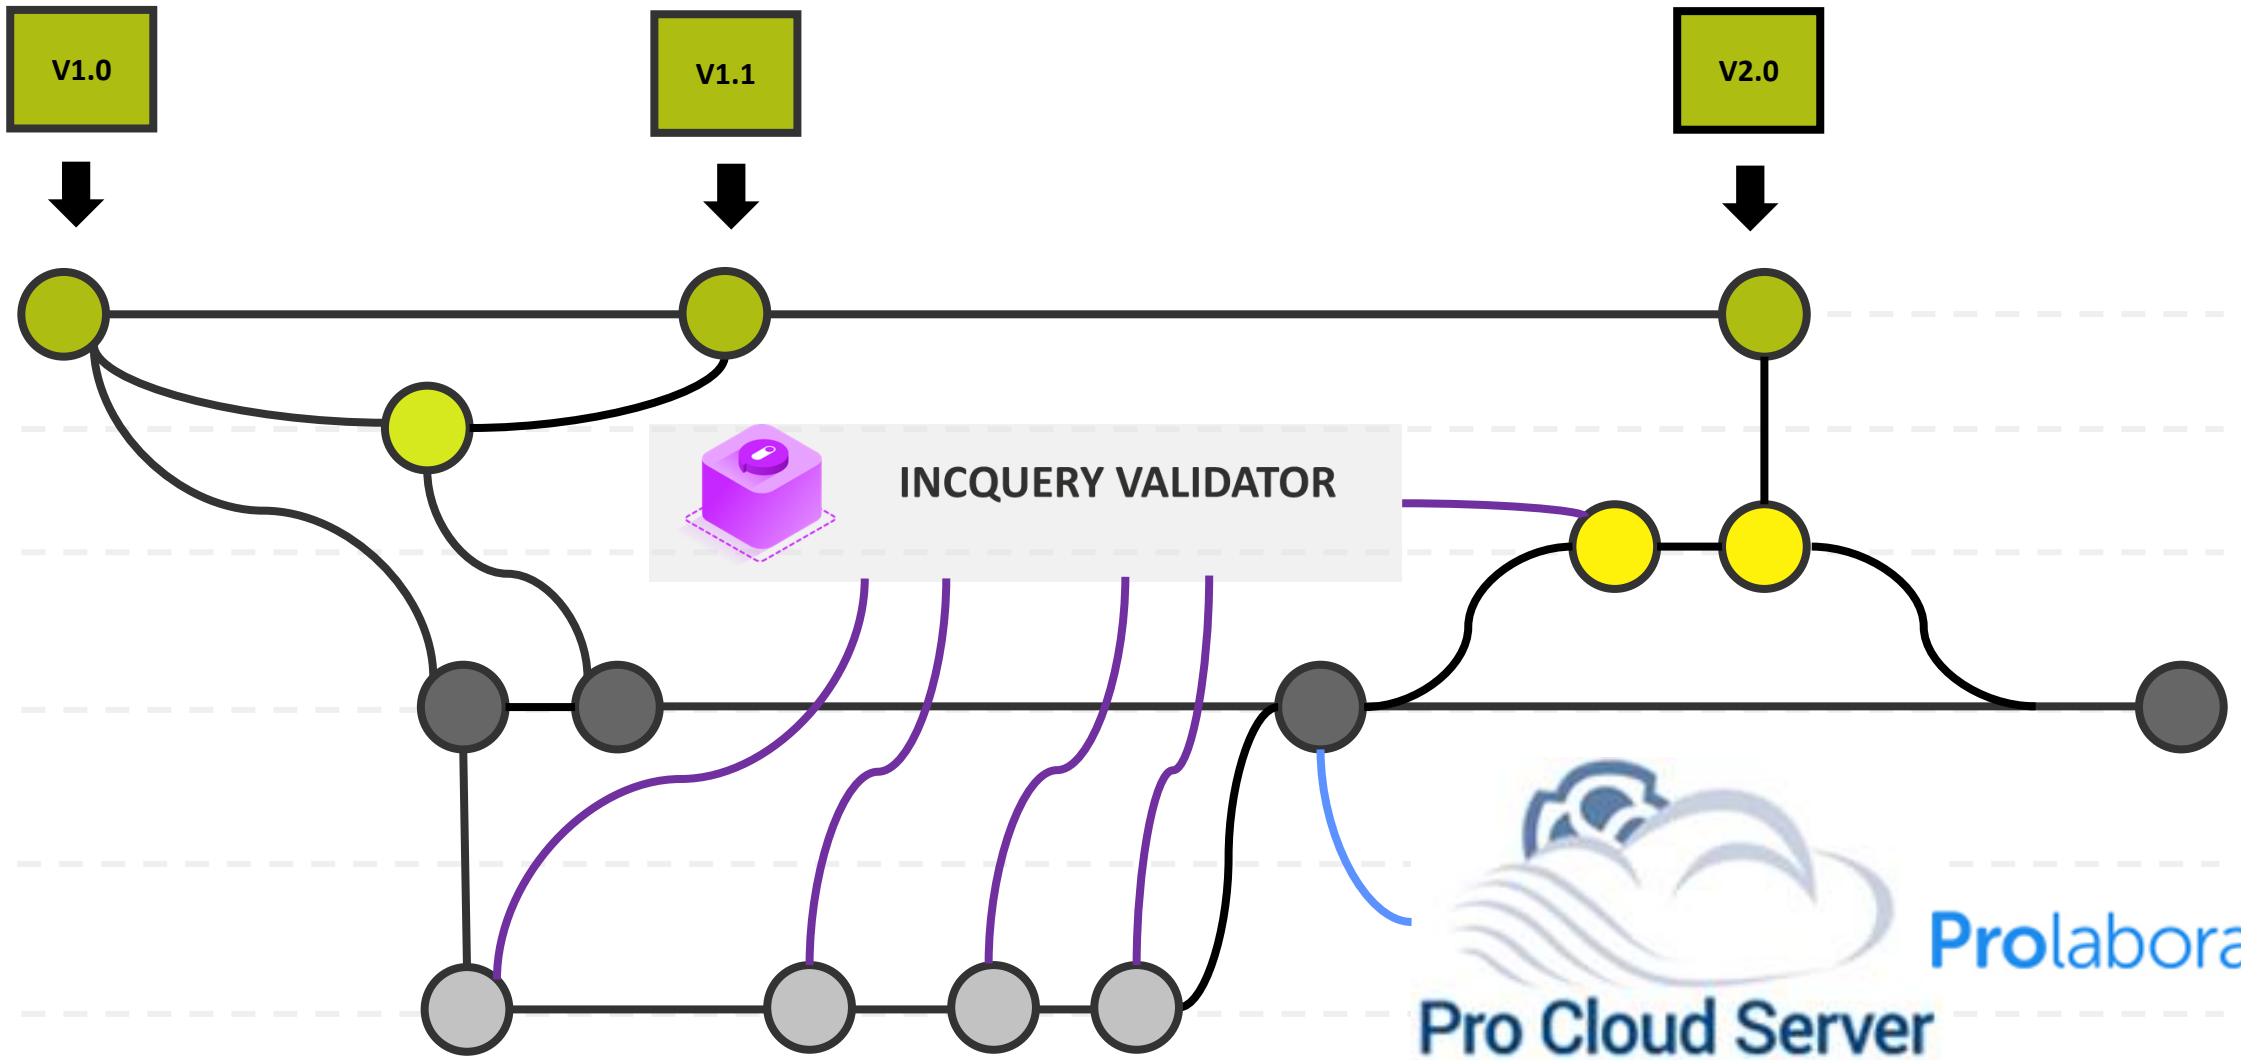 V1.0
V1.1
V2.0
INCQUERY VALIDATOR
Prolabora
Pro Cloud Server